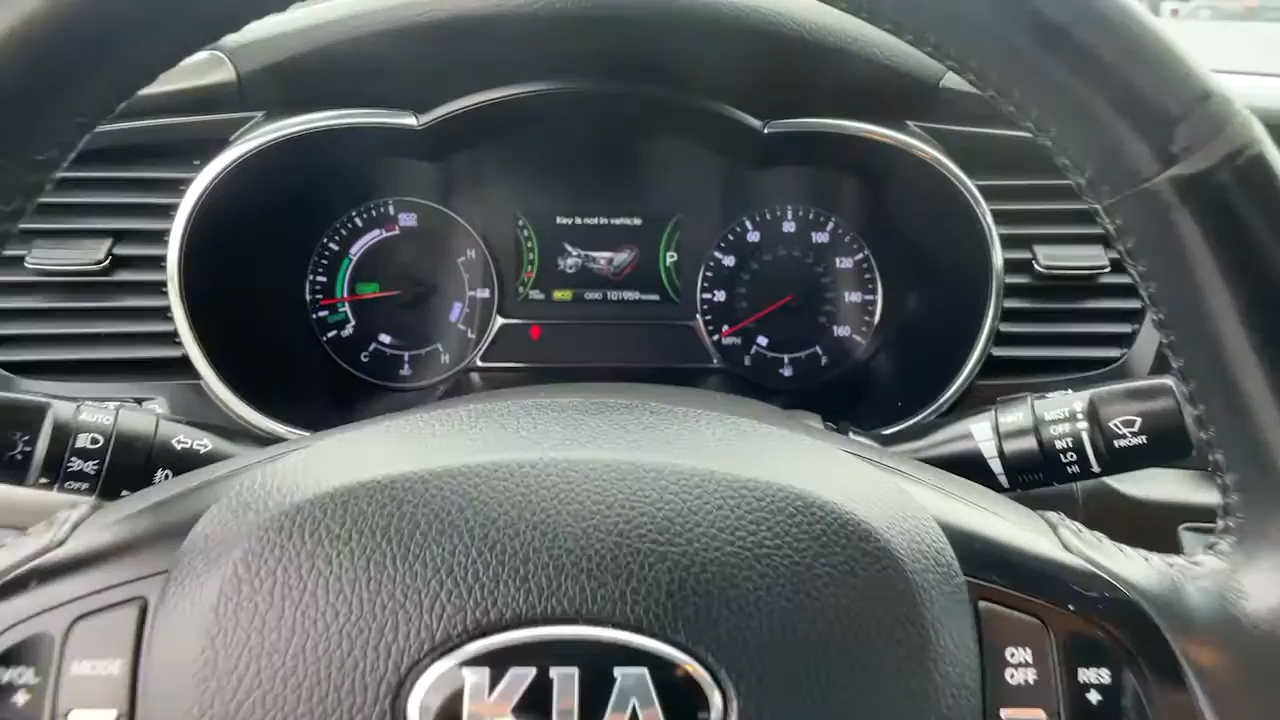 Key is not in vehicle
eco
H
L
C
H
P
eco ODO 101959
0
20
40
60
80
100
120
140
160
MPH
E
F
AUTO
OFF
MIST
OFF
INT
LO
HI
FRONT
VOL
+
MODE
KIA
ON
OFF
RES
+